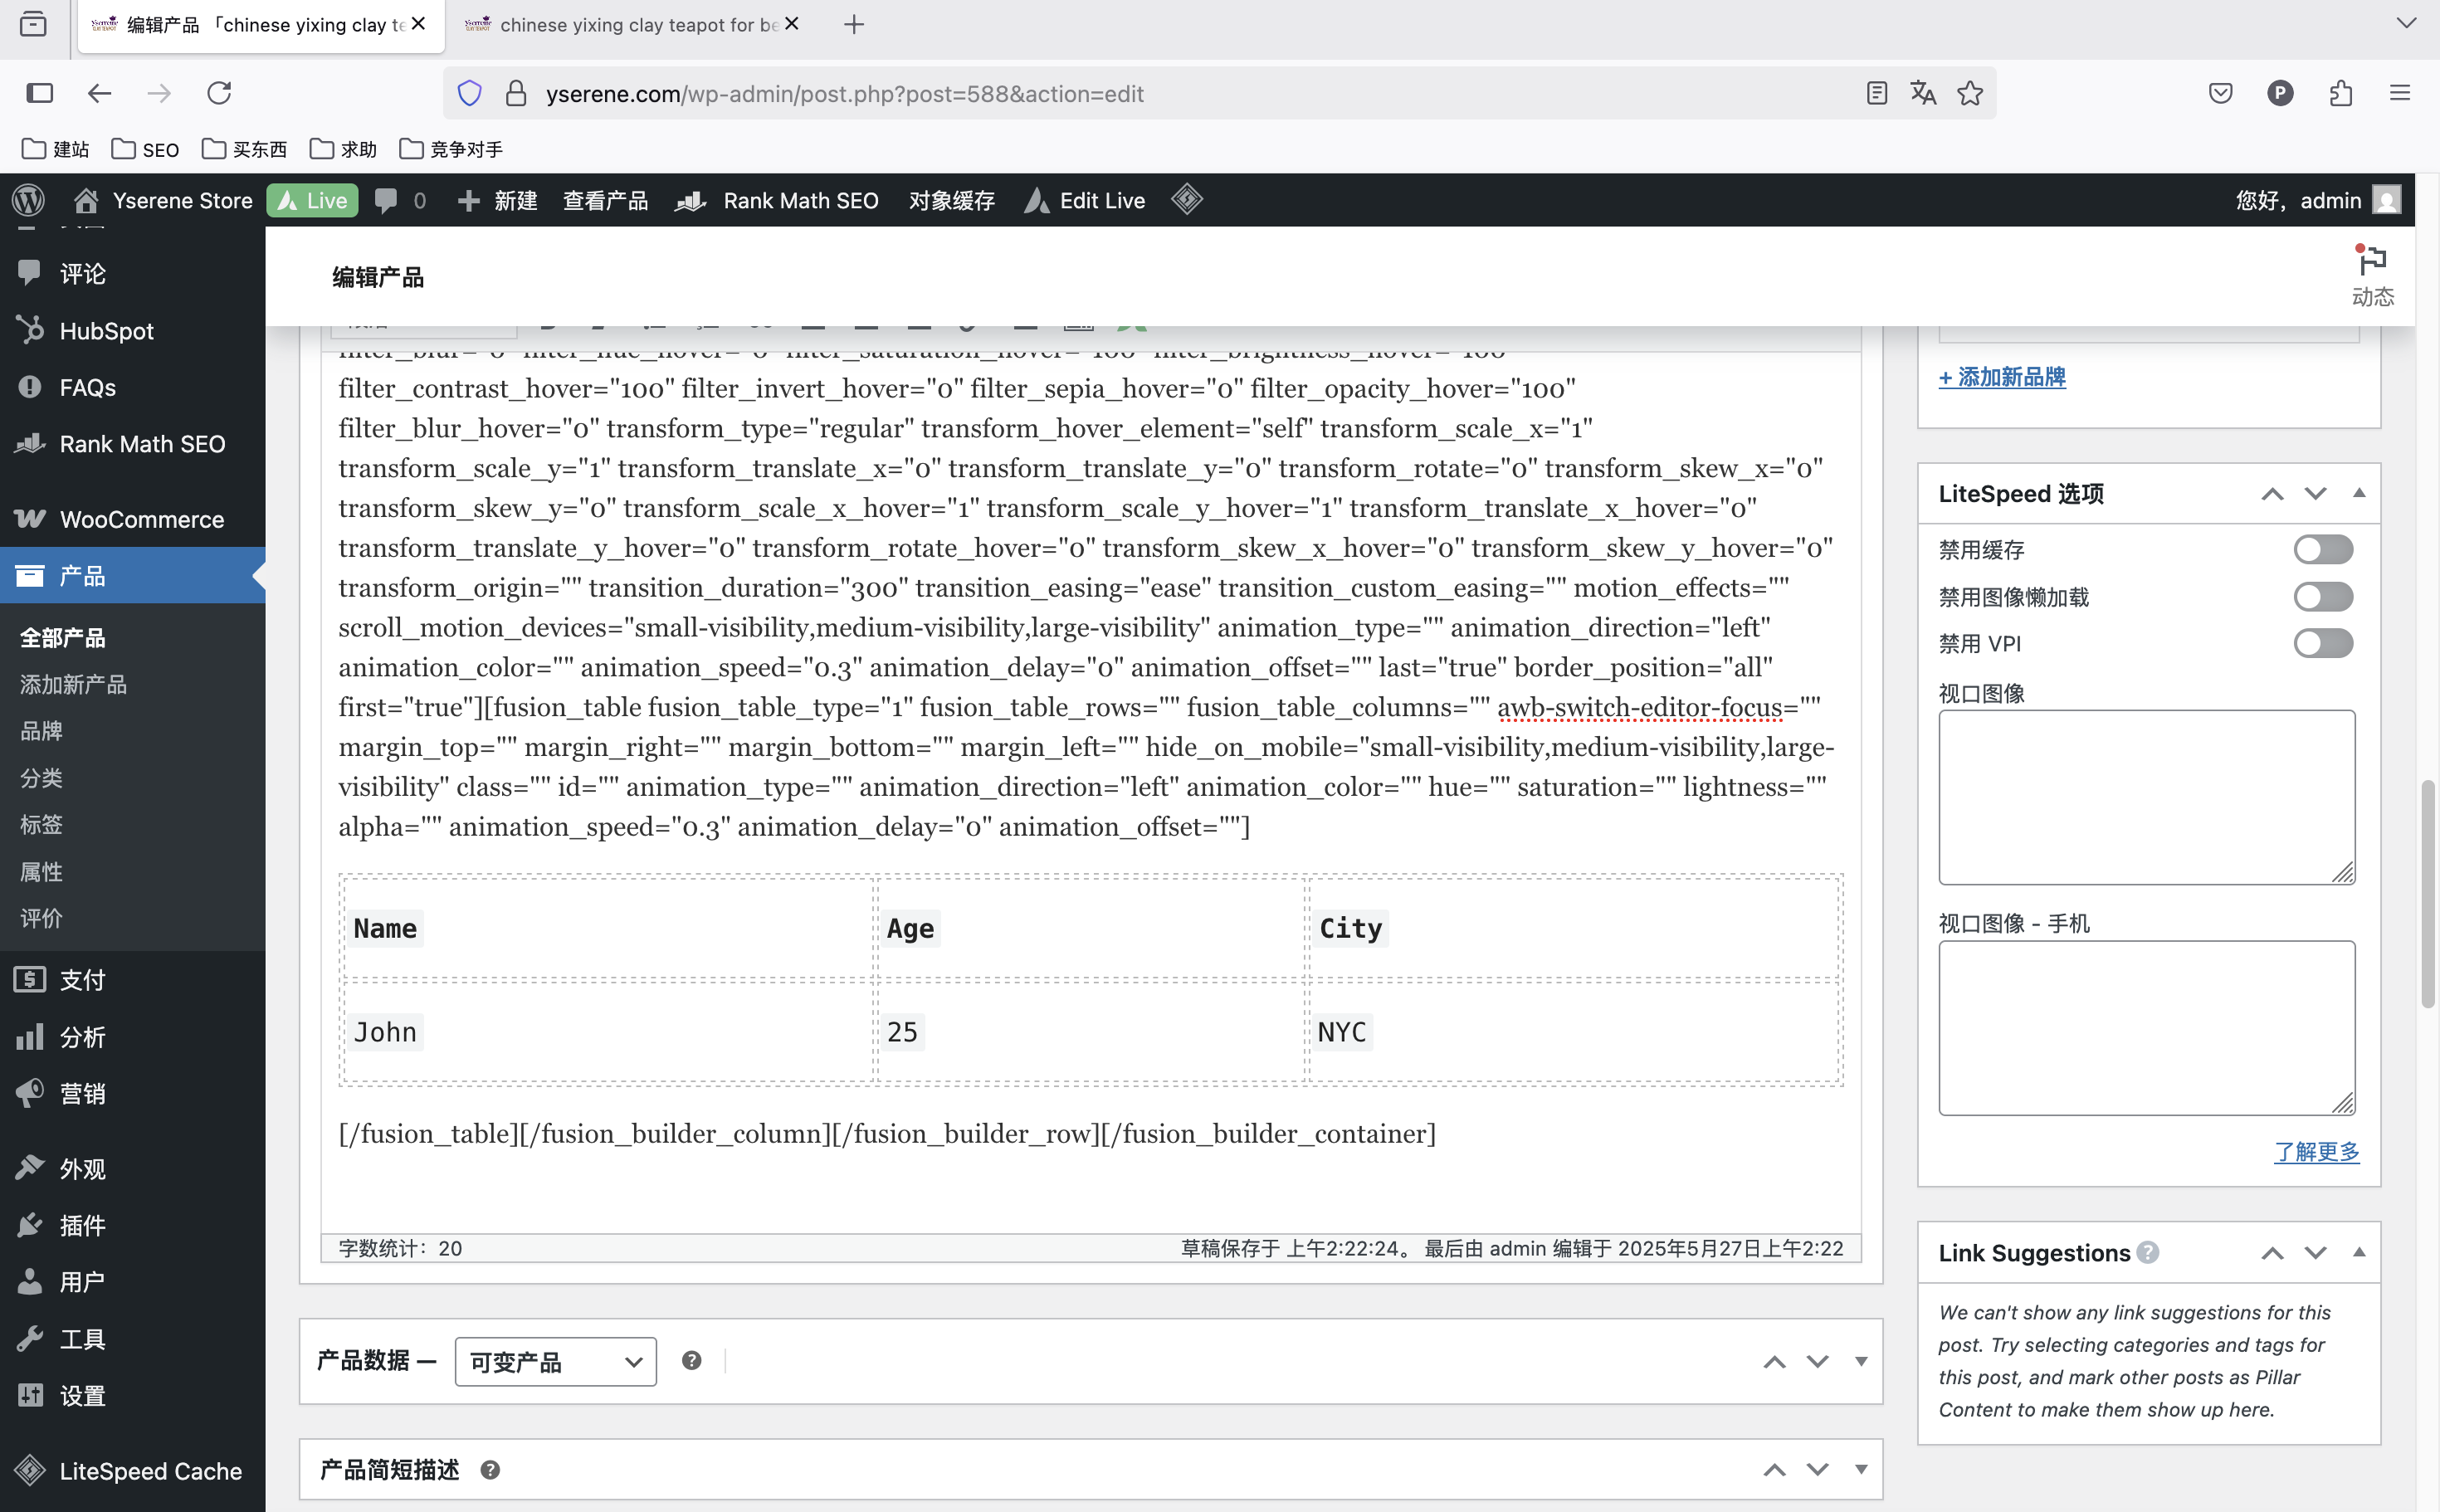 编辑产品 「chinese yixing clay te
chinese yixing clay teapot for be
yserene.com/wp-admin/post.php?post=588&action=edit
P
建站
SEO
买东西
求助
竞争对手
Yserene Store
Live
0
新建
查看产品
Rank Math SEO
对象缓存
Edit Live
您好，admin
评论
HubSpot
FAQs
Rank Math SEO
WooCommerce
产品
全部产品
添加新产品
品牌
分类
标签
属性
评价
支付
分析
营销
外观
插件
用户
工具
设置
LiteSpeed Cache
编辑产品
动态
filter_contrast_hover="100" filter_invert_hover="0" filter_sepia_hover="0" filter_opacity_hover="100"
filter_blur_hover="0" transform_type="regular" transform_hover_element="self" transform_scale_x="1"
transform_scale_y="1" transform_translate_x="0" transform_translate_y="0" transform_rotate="0" transform_skew_x="0"
transform_skew_y="0" transform_scale_x_hover="1" transform_scale_y_hover="1" transform_translate_x_hover="0"
transform_translate_y_hover="0" transform_rotate_hover="0" transform_skew_x_hover="0" transform_skew_y_hover="0"
transform_origin="" transition_duration="300" transition_easing="ease" transition_custom_easing="" motion_effects=""
scroll_motion_devices="small-visibility,medium-visibility,large-visibility" animation_type="" animation_direction="left"
animation_color="" animation_speed="0.3" animation_delay="0" animation_offset="" last="true" border_position="all"
first="true"][fusion_table fusion_table_type="1" fusion_table_rows="" fusion_table_columns="" awb-switch-editor-focus=""
margin_top="" margin_right="" margin_bottom="" margin_left="" hide_on_mobile="small-visibility,medium-visibility,large-
visibility" class="" id="" animation_type="" animation_direction="left" animation_color="" hue="" saturation="" lightness=""
alpha="" animation_speed="0.3" animation_delay="0" animation_offset=""]
Name Age City
John 25 NYC
[/fusion_table][/fusion_builder_column][/fusion_builder_row][/fusion_builder_container]
字数统计：20
草稿保存于 上午2:22:24。 最后由 admin 编辑于 2025年5月27日上午2:22
产品数据 —
可变产品
产品简短描述
+ 添加新品牌
LiteSpeed 选项
禁用缓存
禁用图像懒加载
禁用 VPI
视口图像
视口图像 - 手机
了解更多
Link Suggestions
We can't show any link suggestions for this
post. Try selecting categories and tags for
this post, and mark other posts as Pillar
Content to make them show up here.